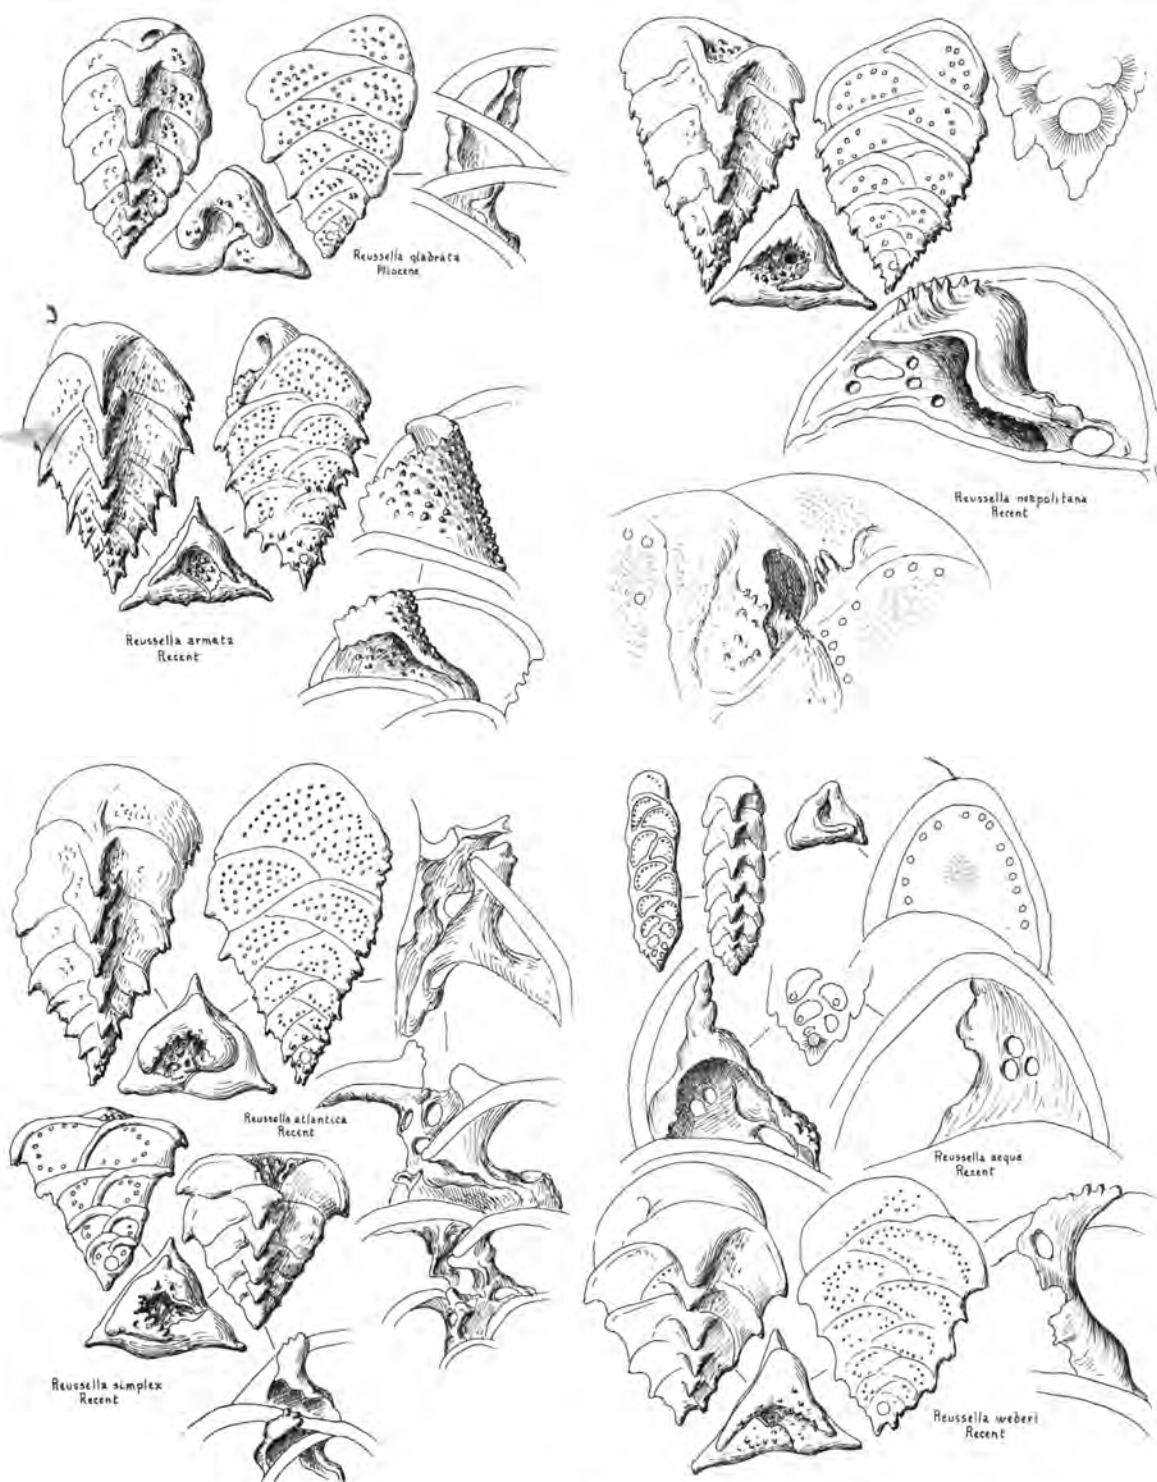 Reussella glabrata
Pliocene
Reussella neapolitana
Recent
Reussella armata
Recent
Reussella atlantica
Recent
Reussella aequa
Recent
Reussella simplex
Recent
Reussella weberi
Recent